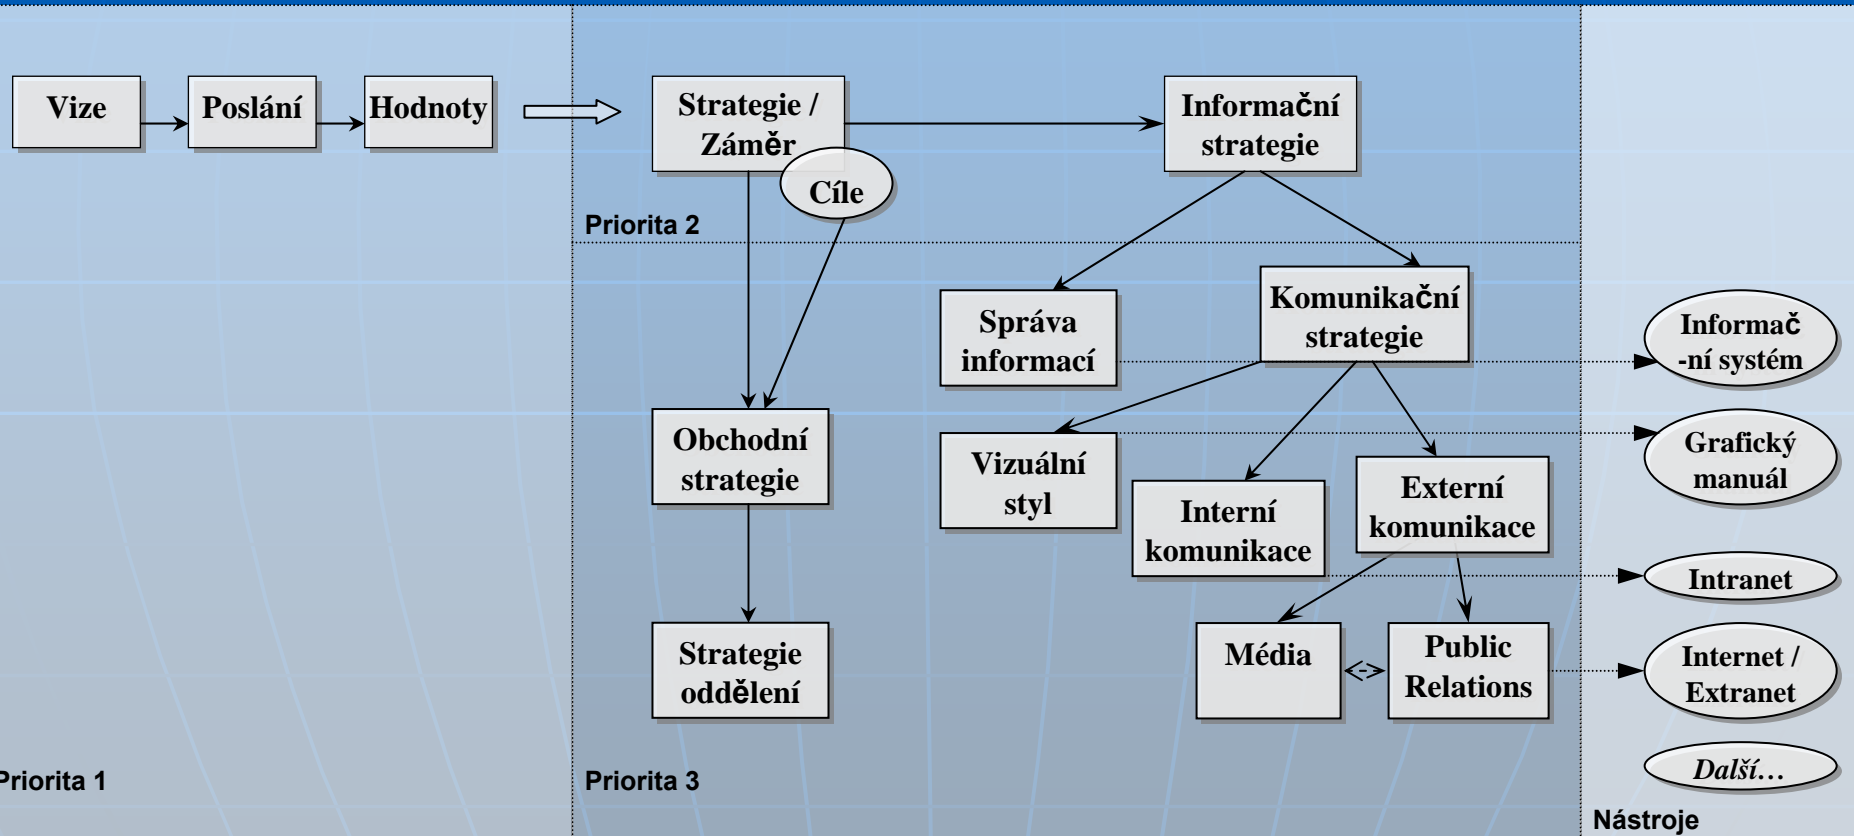 Vize
Poslání
Hodnoty
Strategie /
Záměr
Cíle
Informační
strategie
Priorita 2
Správa
informací
Komunikační
strategie
Informač
-ní systém
Obchodní
strategie
Vizuální
styl
Interní
komunikace
Externí
komunikace
Grafický
manuál
Intranet
Strategie
oddělení
Média
Public
Relations
Internet /
Extranet
Další...
Priorita 1
Priorita 3
Nástroje